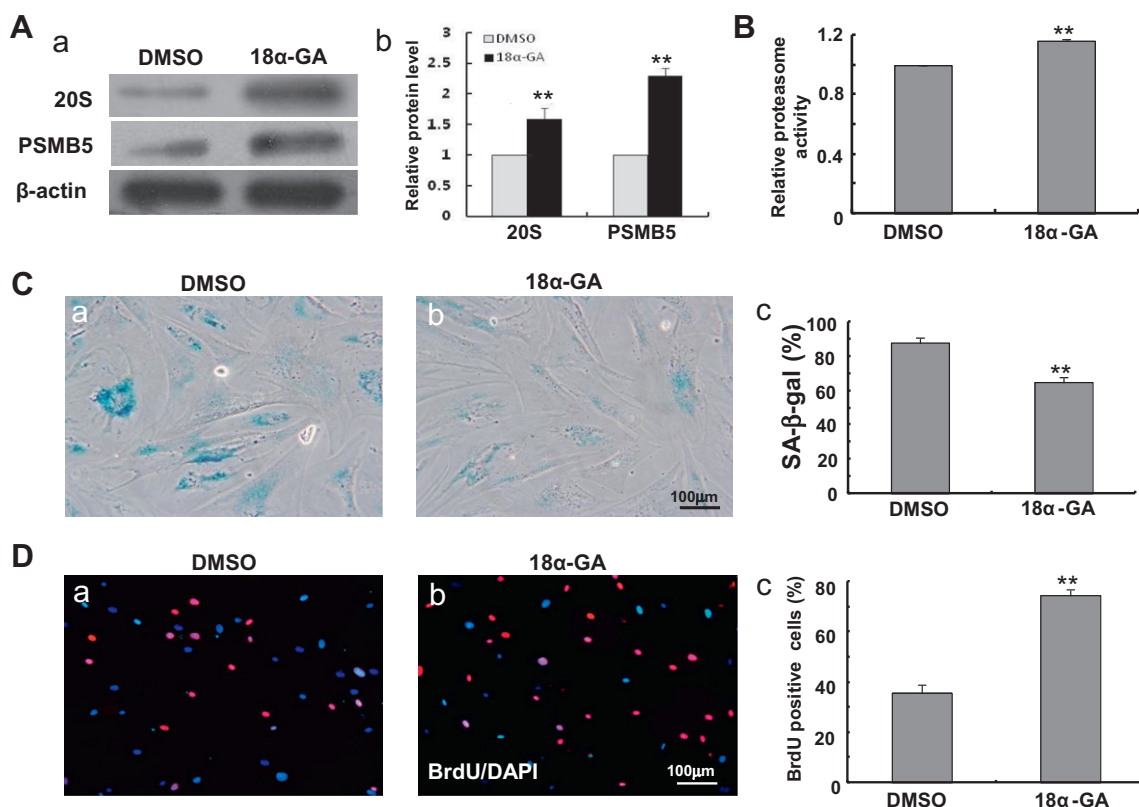 A
a
DMSO 18α-GA
20S
PSMB5
β-actin
b
Relative protein level
DMSO
18α-GA
3
2.5
2
1.5
1
0.5
0
**
**
20S PSMB5
B
Relative proteasome
activity
1.2
0.8
0.4
0
**
DMSO 18α-GA
C
DMSO
a
18α-GA
b
100μm
c
SA-β-gal (%)
100
80
60
40
20
0
**
DMSO 18α-GA
D
DMSO
a
18α-GA
b
BrdU/DAPI
100μm
c
BrdU positive cells (%)
80
60
40
20
0
**
DMSO 18α-GA